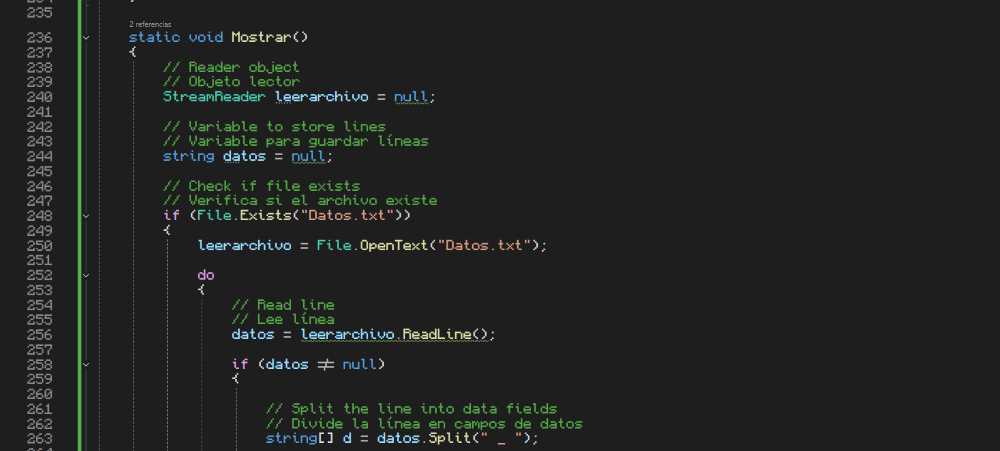 235
2 referencias
236 static void Mostrar()
237 {
238 // Reader object
239 // Objeto lector
240 StreamReader leerarchivo = null;
241
242 // Variable to store lines
243 // Variable para guardar líneas
244 string datos = null;
245
246 // Check if file exists
247 // Verifica si el archivo existe
248 if (File.Exists("Datos.txt"))
249 {
250 leerarchivo = File.OpenText("Datos.txt");
251
252 do
253 {
254 // Read line
255 // Lee línea
256 datos = leerarchivo.ReadLine();
257
258 if (datos ≠ null)
259 {
260
261 // Split the line into data fields
262 // Divide la línea en campos de datos
263 string[] d = datos.Split(" _ ");